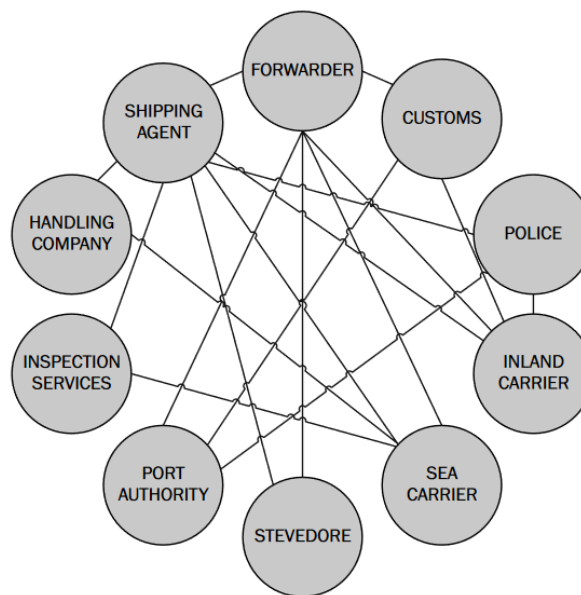 FORWARDER
SHIPPING
AGENT
CUSTOMS
HANDLING
COMPANY
POLICE
INSPECTION
SERVICES
INLAND
CARRIER
PORT
AUTHORITY
SEA
CARRIER
STEVEDORE